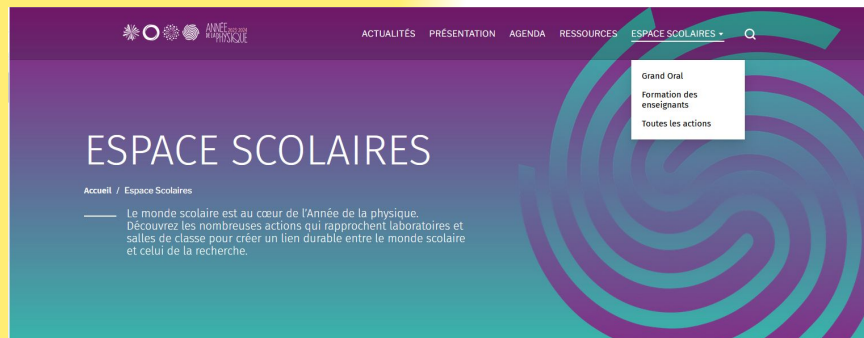 ANNÉE 2023 2024
DE LA PHYSIQUE
ACTUALITÉS PRÉSENTATION AGENDA RESSOURCES ESPACE SCOLAIRES
Grand Oral
Formation des
enseignants
Toutes les actions
ESPACE SCOLAIRES
Accueil / Espace Scolaires
Le monde scolaire est au cœur de l'Année de la physique.
Découvrez les nombreuses actions qui rapprochent laboratoires et
salles de classe pour créer un lien durable entre le monde scolaire
et celui de la recherche.